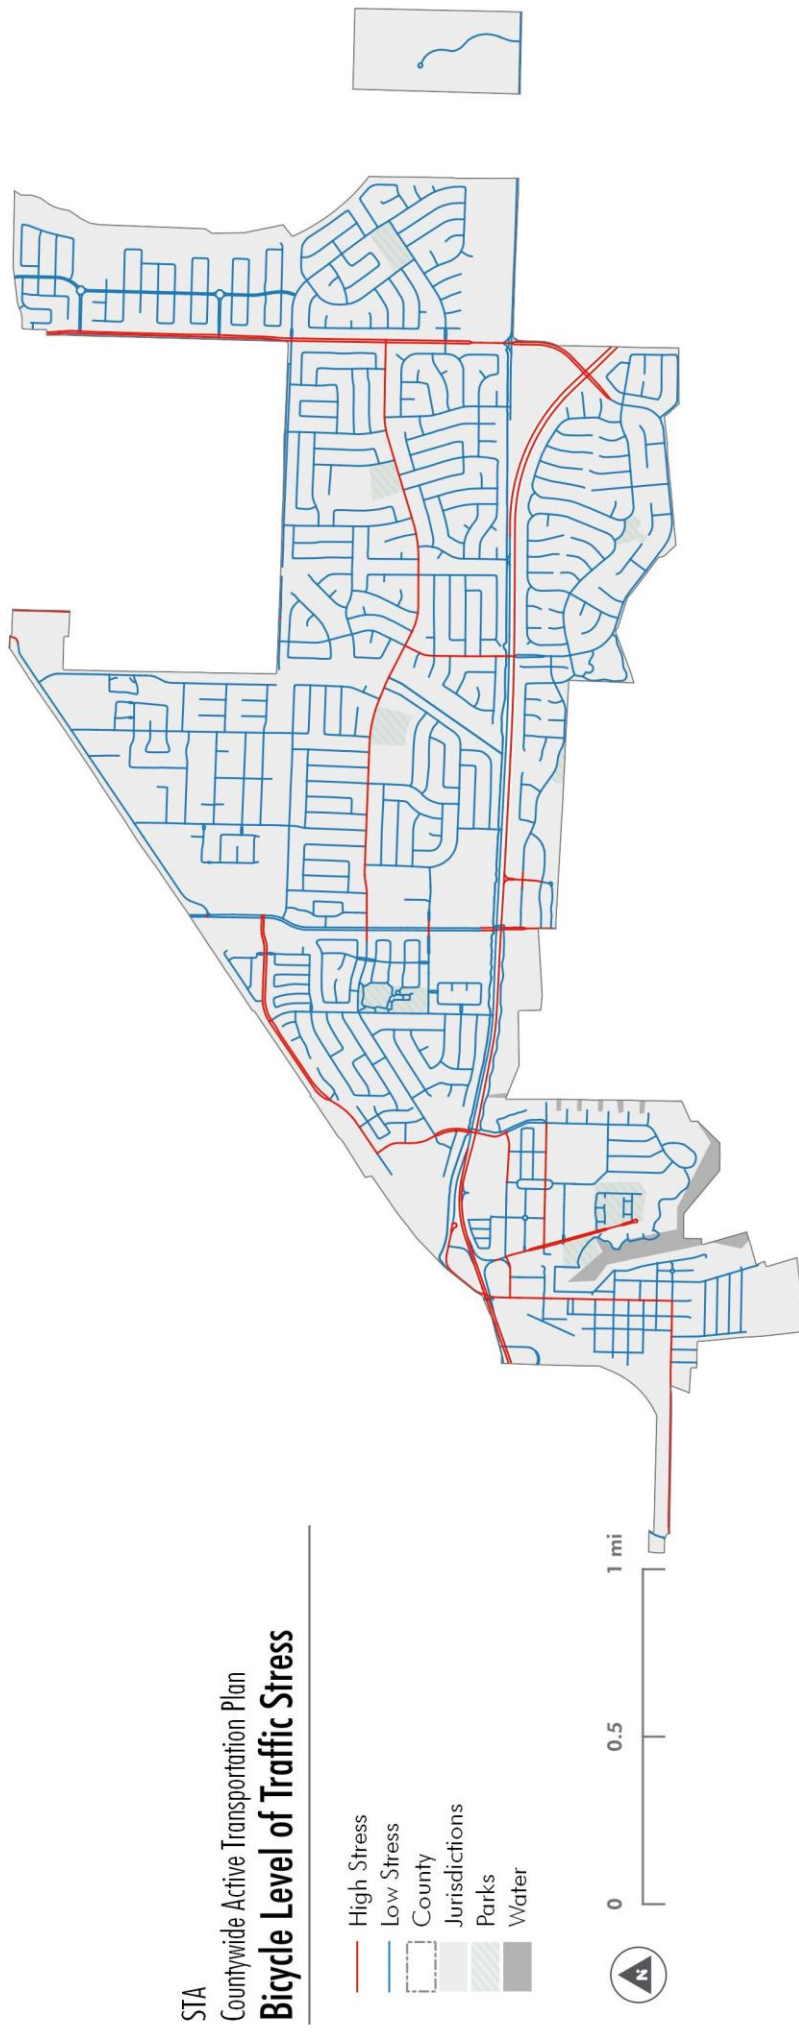 STA
Countywide Active Transportation Plan
Bicycle Level of Traffic Stress
High Stress
Low Stress
County
Jurisdictions
Parks
Water
N
0 0.5 1 mi